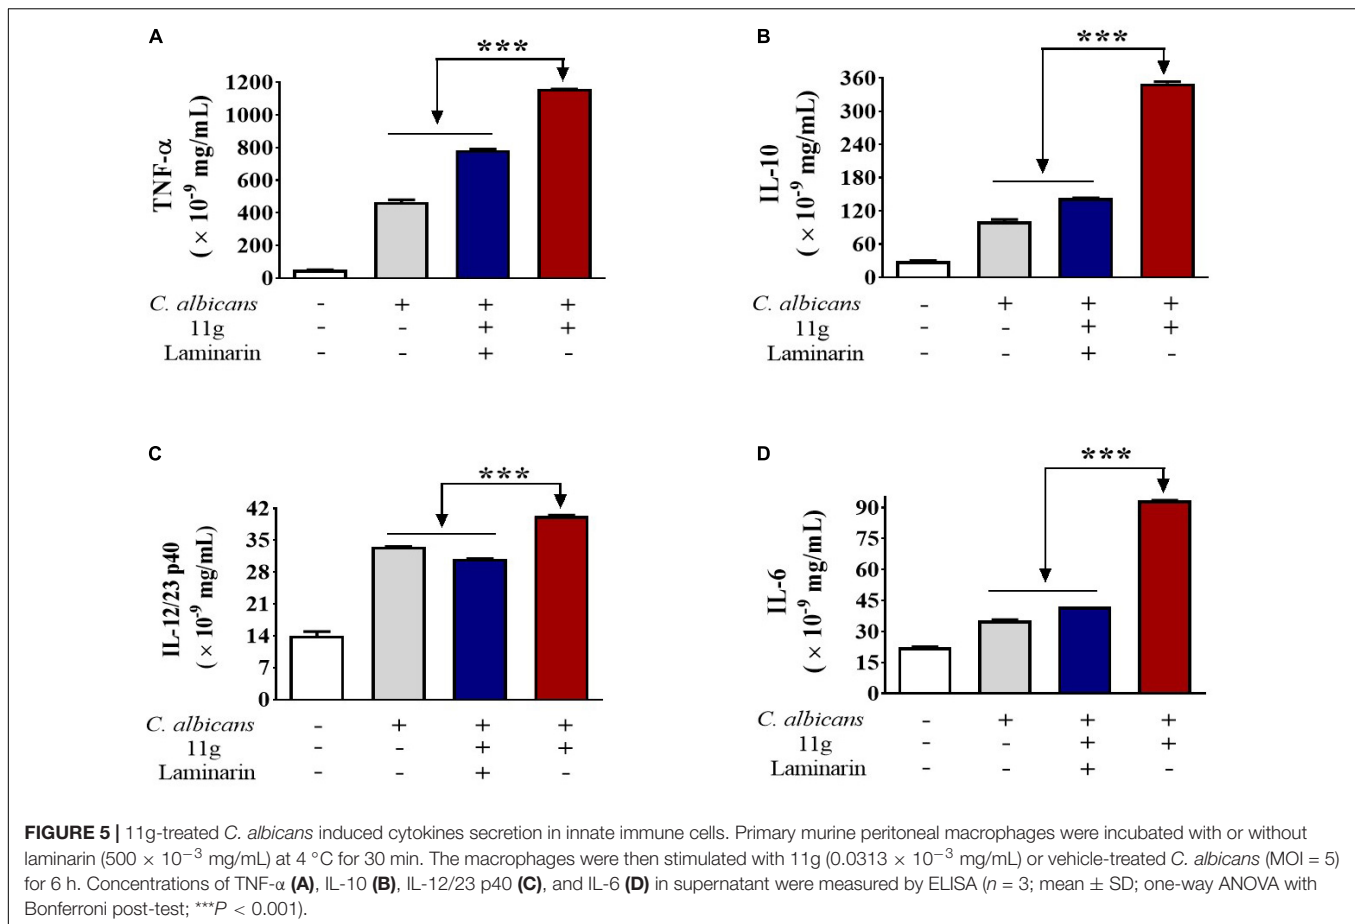 A
***
TNF-α
(×10⁻⁹ mg/mL)
1200
1000
800
600
400
200
0
C. albicans - + + +
11g - - + +
Laminarin - - + -
B
***
IL-10
(×10⁻⁹ mg/mL)
360
300
240
180
120
60
0
C. albicans - + + +
11g - - + +
Laminarin - - + -
C
***
IL-12/23 p40
(×10⁻⁹ mg/mL)
42
35
28
21
14
7
0
C. albicans - + + +
11g - - + +
Laminarin - - + -
D
***
IL-6
(×10⁻⁹ mg/mL)
90
75
60
45
30
15
0
C. albicans - + + +
11g - - + +
Laminarin - - + -
FIGURE 5 | 11g-treated C. albicans induced cytokines secretion in innate immune cells. Primary murine peritoneal macrophages were incubated with or without
laminarin (500 × 10⁻³ mg/mL) at 4 °C for 30 min. The macrophages were then stimulated with 11g (0.0313 × 10⁻³ mg/mL) or vehicle-treated C. albicans (MOI = 5)
for 6 h. Concentrations of TNF-α (A), IL-10 (B), IL-12/23 p40 (C), and IL-6 (D) in supernatant were measured by ELISA (n = 3; mean ± SD; one-way ANOVA with
Bonferroni post-test; ***P < 0.001).